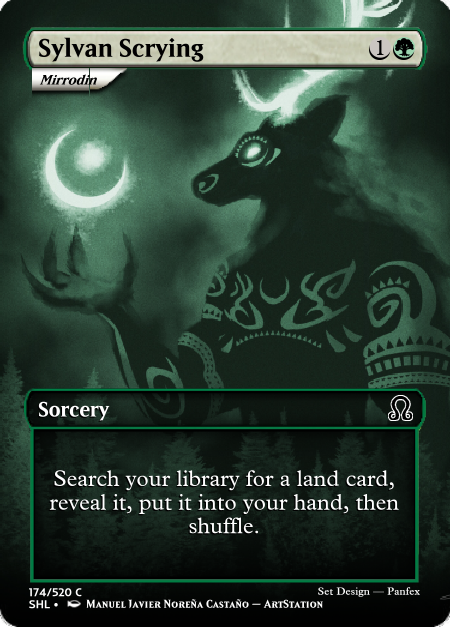 Sylvan Scrying 1
Mirrodin
Sorcery
Search your library for a land card,
reveal it, put it into your hand, then
shuffle.
174/520 C
Set Design — Panfex
SHL • Manuel Javier Noreña Castaño — ArtStation